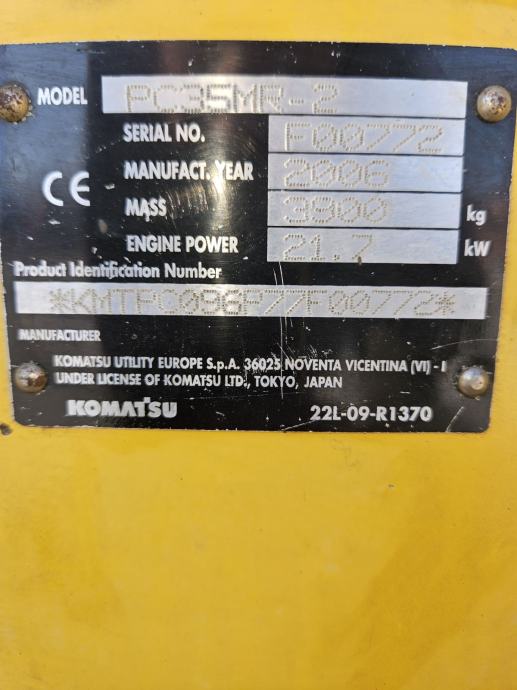 MODEL PC35MR-2
SERIAL NO. F00772
MANUFACT. YEAR 2006
CE MASS 3900 kg
ENGINE POWER 21.7 kW
Product Identification Number
MANUFACTURER
KOMATSU UTILITY EUROPE S.p.A. 36025 NOVENTA VICENTINA (VI) - I
UNDER LICENSE OF KOMATSU LTD., TOKYO, JAPAN
KOMATSU 22L-09-R1370